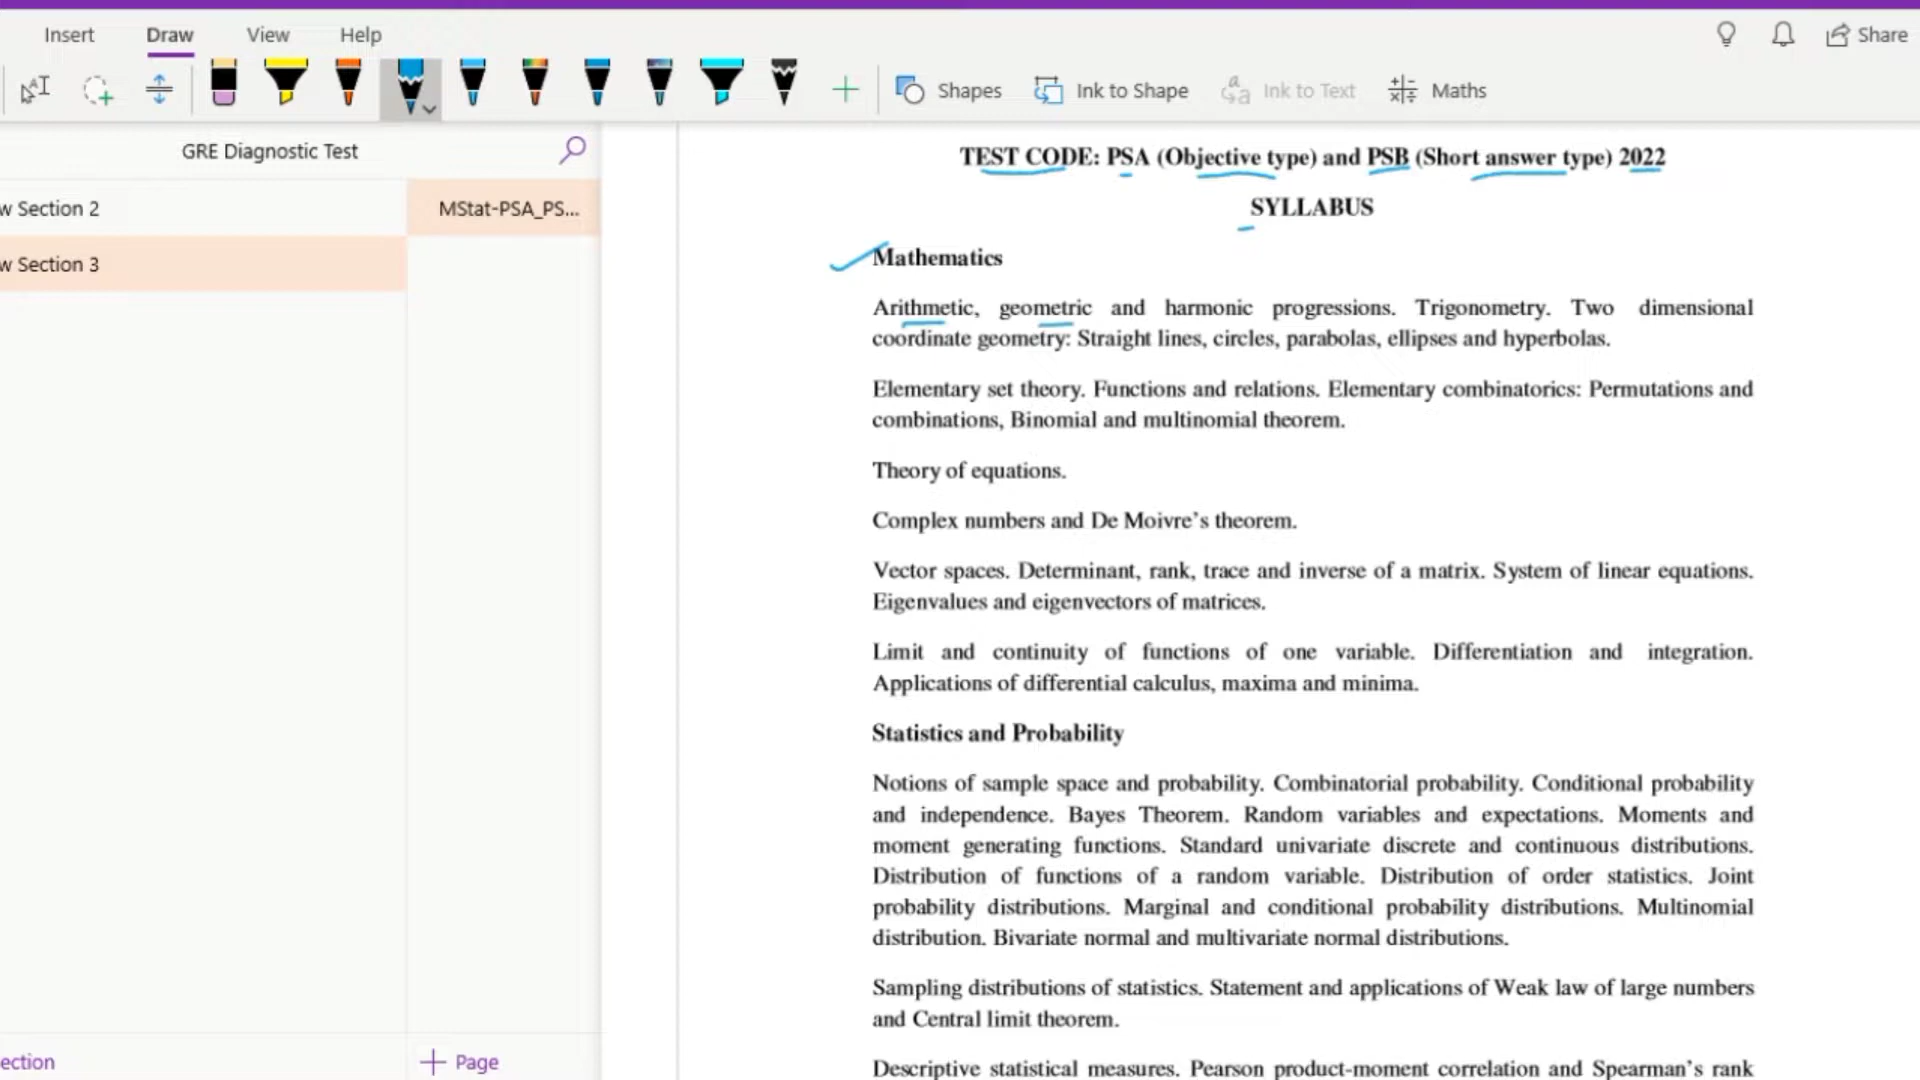 Insert Draw View Help Share
Shapes Ink to Shape Ink to Text Maths
GRE Diagnostic Test
w Section 2
MStat-PSA_PS...
w Section 3
ection
Page
TEST CODE: PSA (Objective type) and PSB (Short answer type) 2022
SYLLABUS
Mathematics
Arithmetic, geometric and harmonic progressions. Trigonometry. Two dimensional
coordinate geometry: Straight lines, circles, parabolas, ellipses and hyperbolas.
Elementary set theory. Functions and relations. Elementary combinatorics: Permutations and
combinations, Binomial and multinomial theorem.
Theory of equations.
Complex numbers and De Moivre's theorem.
Vector spaces. Determinant, rank, trace and inverse of a matrix. System of linear equations.
Eigenvalues and eigenvectors of matrices.
Limit and continuity of functions of one variable. Differentiation and integration.
Applications of differential calculus, maxima and minima.
Statistics and Probability
Notions of sample space and probability. Combinatorial probability. Conditional probability
and independence. Bayes Theorem. Random variables and expectations. Moments and
moment generating functions. Standard univariate discrete and continuous distributions.
Distribution of functions of a random variable. Distribution of order statistics. Joint
probability distributions. Marginal and conditional probability distributions. Multinomial
distribution. Bivariate normal and multivariate normal distributions.
Sampling distributions of statistics. Statement and applications of Weak law of large numbers
and Central limit theorem.
Descriptive statistical measures. Pearson product-moment correlation and Spearman's rank